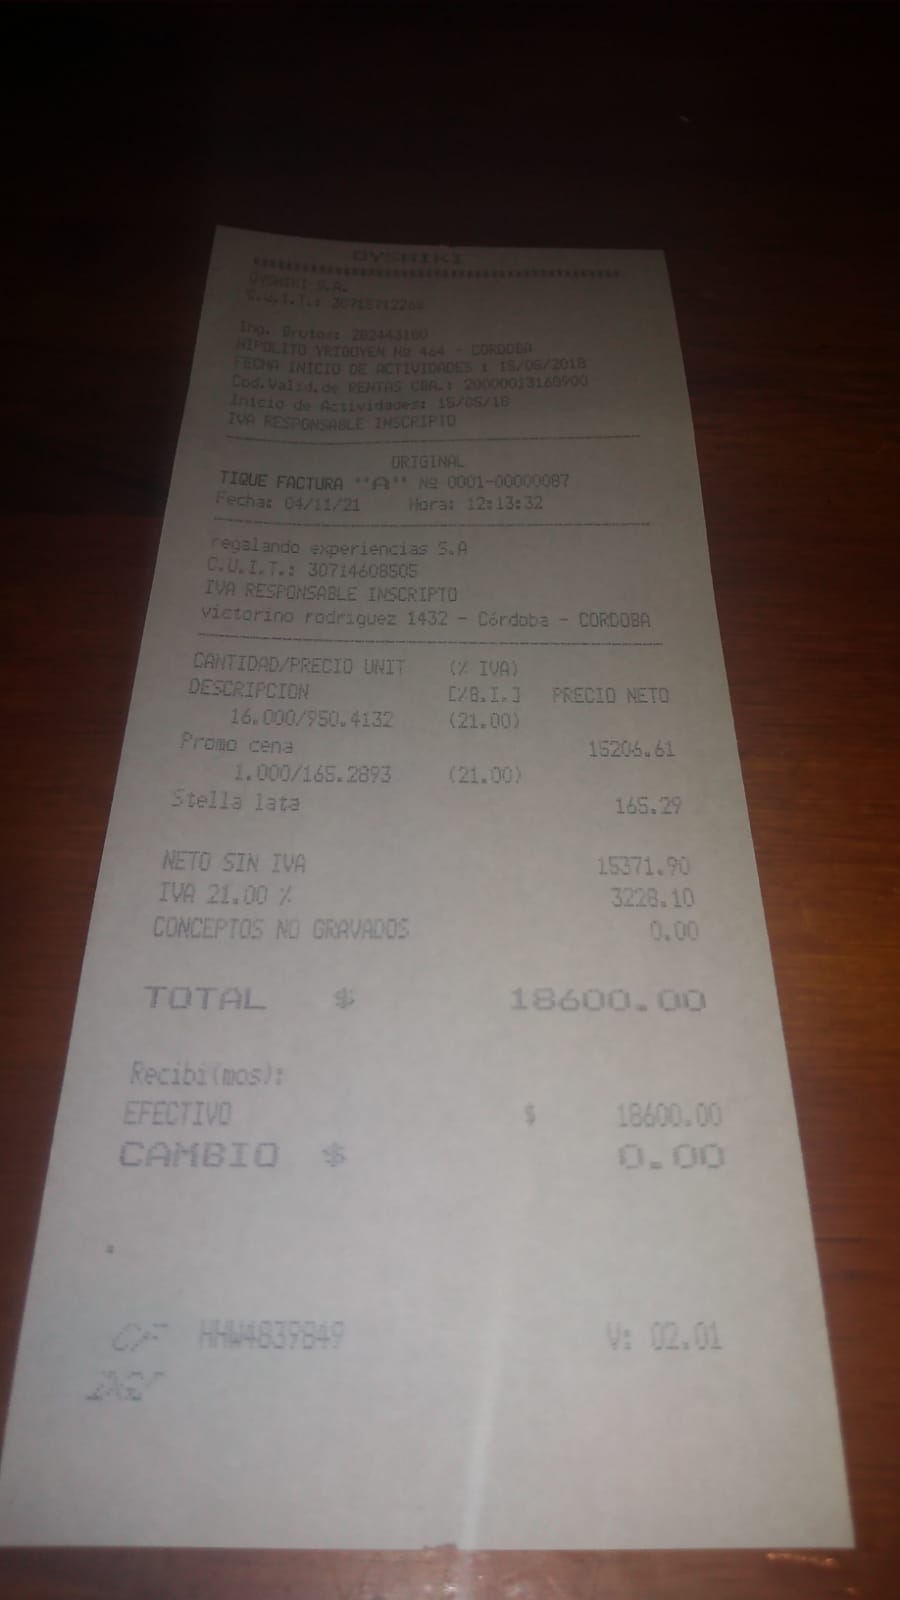 OYSHIKI
OYSHIKI S.A.
C.U.I.T.:
Ing. Brutos: 282443180
HIPOLITO YRIGOYEN Nº 464 - CORDOBA
FECHA INICIO DE ACTIVIDADES : 15/05/2018
Cod.Valid.de RENTAS CBA.: 20000013168900
Inicio de Actividades: 15/05/18
IVA RESPONSABLE INSCRIPTO
ORIGINAL
TIQUE FACTURA ''A'' Nº 0001-00000087
Fecha: 04/11/21 Hora: 12:13:32
regalando experiencias S.A
C.U.I.T.: 30714608505
IVA RESPONSABLE INSCRIPTO
victorino rodriguez 1432 - Córdoba - CORDOBA
CANTIDAD/PRECIO UNIT (% IVA)
DESCRIPCION [%B.I.] PRECIO NETO
16.000/950.4132 (21.00)
Promo cena 15206.61
1.000/165.2893 (21.00)
Stella lata 165.29
NETO SIN IVA 15371.90
IVA 21.00 % 3228.10
CONCEPTOS NO GRAVADOS 0.00
TOTAL $ 18600.00
Recibi(mos):
EFECTIVO $ 18600.00
CAMBIO $ 0.00
CF HHW4839849 V: 02.01